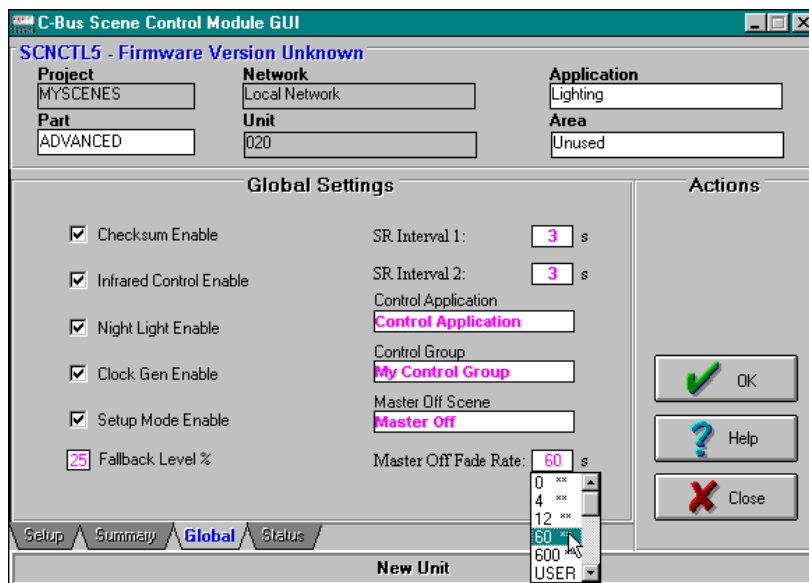 C-Bus Scene Control Module GUI
SCNCTL5 - Firmware Version Unknown
Project Network Application
MYSCENES Local Network Lighting
Part Unit Area
ADVANCED 020 Unused
Global Settings
Actions
Checksum Enable
SR Interval 1: 3 s
Infrared Control Enable
SR Interval 2: 3 s
Control Application
Control Application
Night Light Enable
Control Group
My Control Group
Clock Gen Enable
Master Off Scene
Master Off
Setup Mode Enable
25 Fallback Level %
Master Off Fade Rate: 60 s
0 **
4 **
12 **
60 **
600 **
USER
OK
Help
Close
Setup Summary Global Status
New Unit